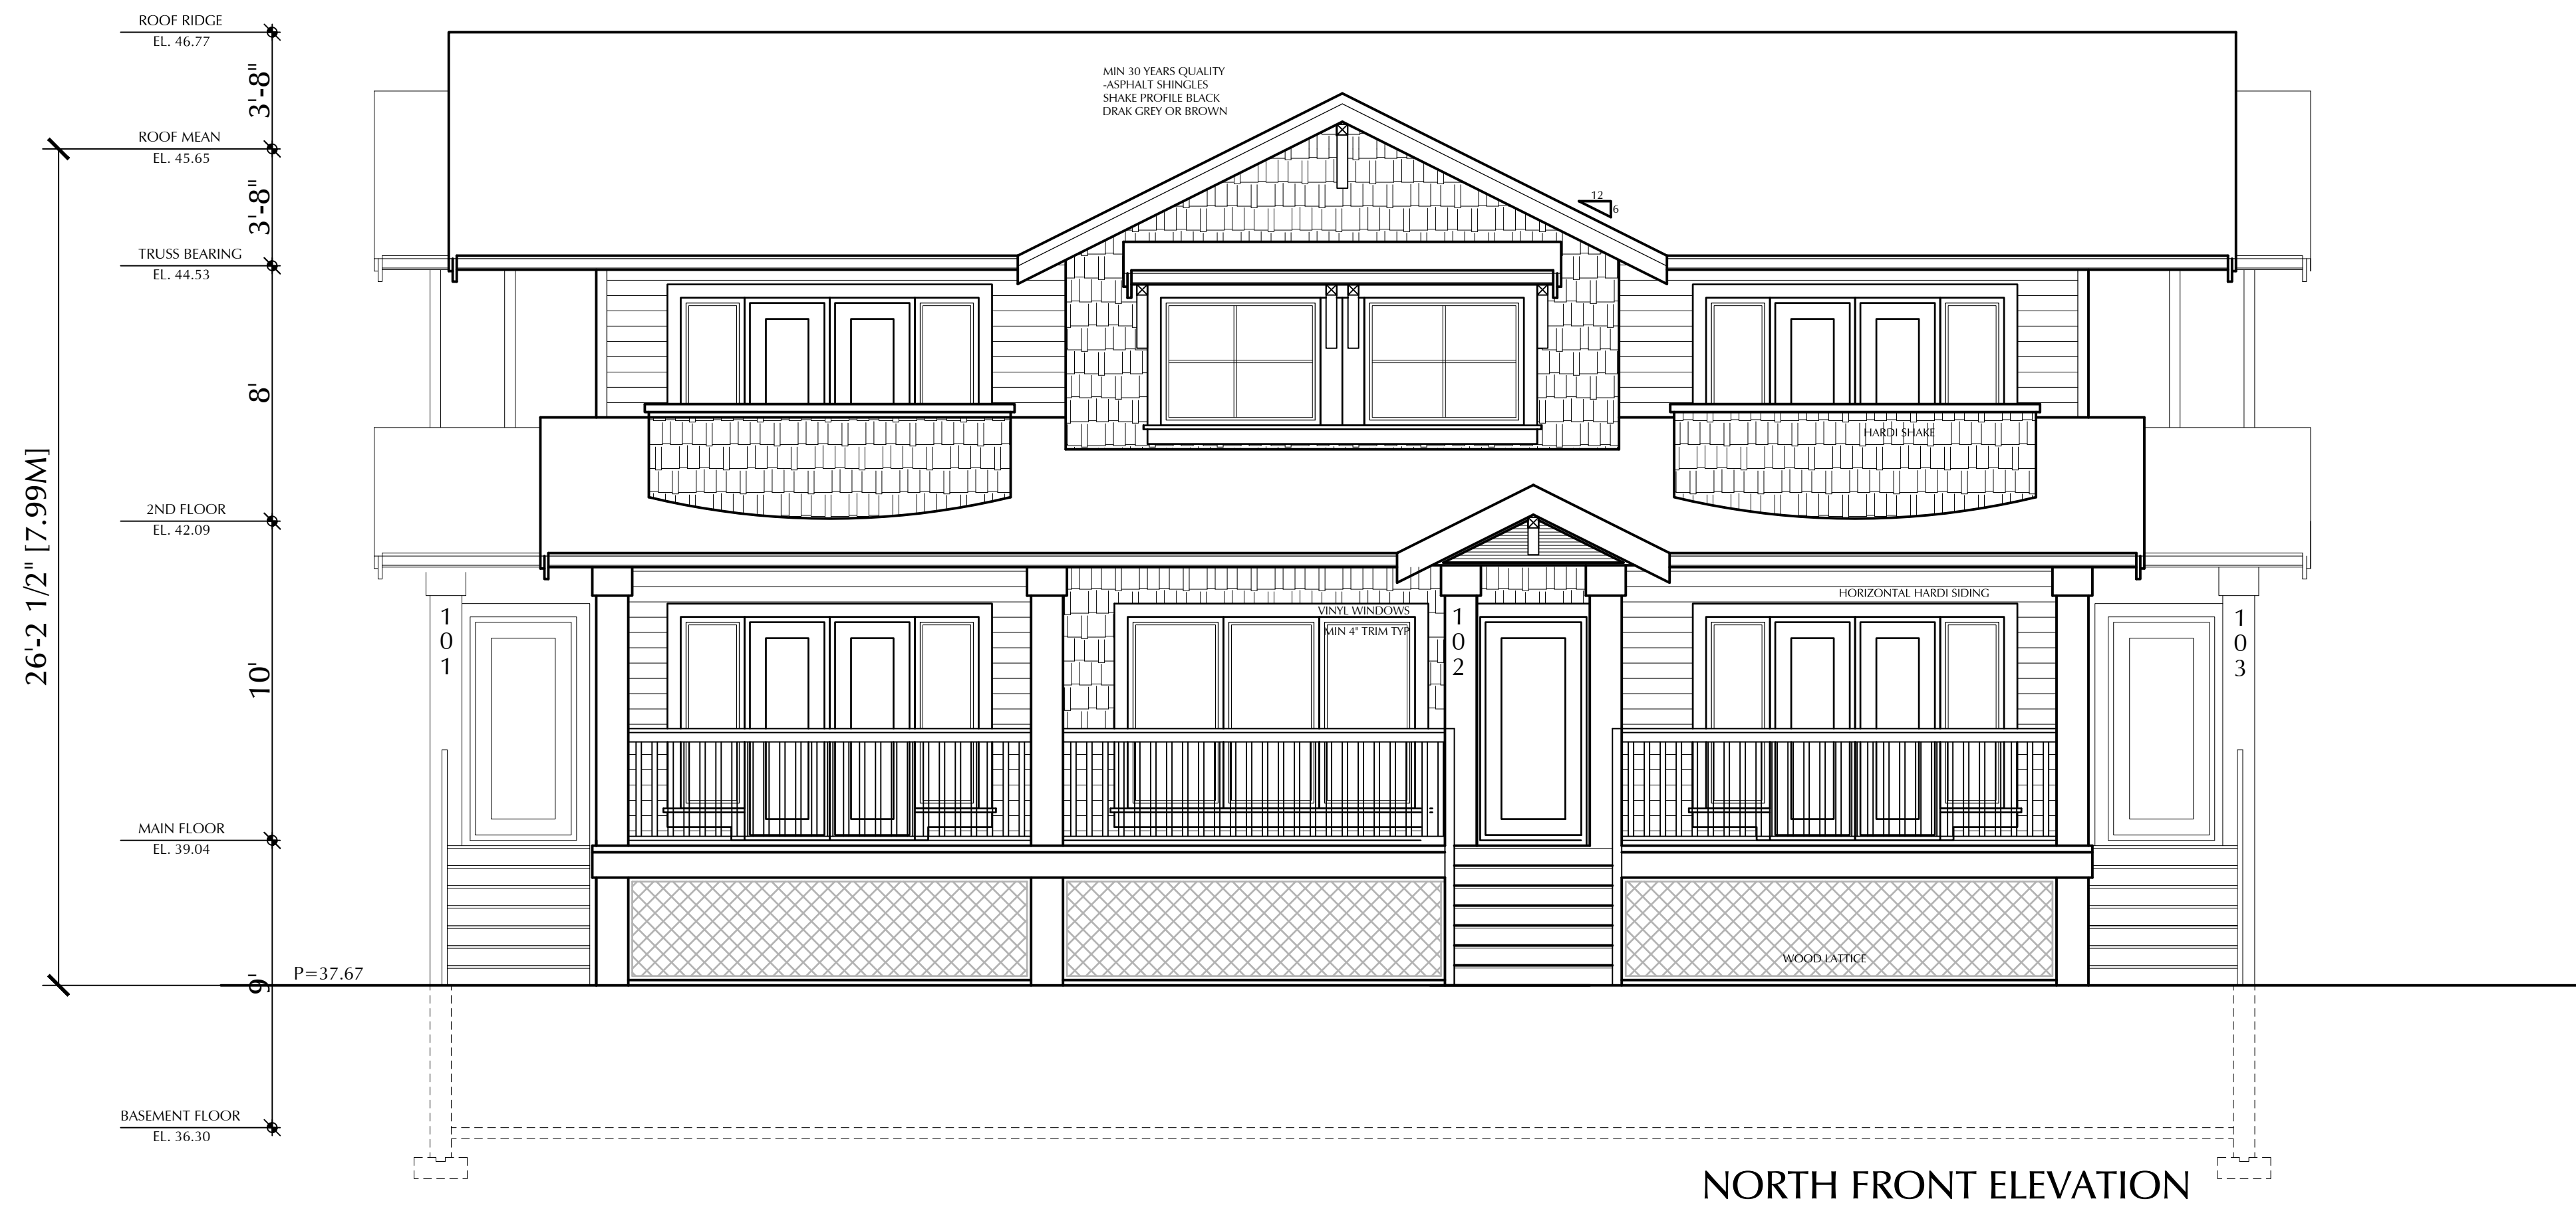 ROOF RIDGE
EL. 46.77
3'-8"
MIN 30 YEARS QUALITY
-ASPHALT SHINGLES
SHAKE PROFILE BLACK
DRAK GREY OR BROWN
ROOF MEAN
EL. 45.65
3'-8"
12
6
TRUSS BEARING
EL. 44.53
8'
HARDI SHAKE
26'-2 1/2" [7.99M]
2ND FLOOR
EL. 42.09
HORIZONTAL HARDI SIDING
VINYL WINDOWS
MIN 4" TRIM TYP
101
102
103
10'
MAIN FLOOR
EL. 39.04
WOOD LATTICE
P=37.67
9'
BASEMENT FLOOR
EL. 36.30
NORTH FRONT ELEVATION